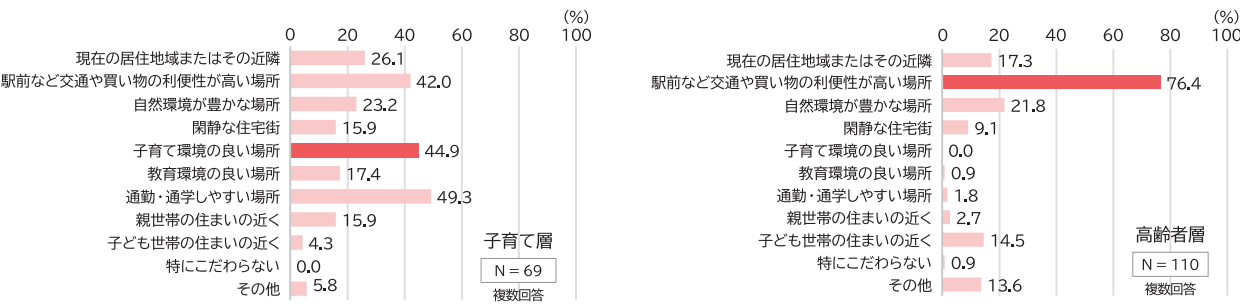 (%)
0 20 40 60 80 100
現在の居住地域またはその近隣 26.1
駅前など交通や買い物の利便性が高い場所 42.0
自然環境が豊かな場所 23.2
閑静な住宅街 15.9
子育て環境の良い場所 44.9
教育環境の良い場所 17.4
通勤・通学しやすい場所 49.3
親世帯の住まいの近く 15.9
子ども世帯の住まいの近く 4.3
特にこだわらない 0.0
その他 5.8
子育て層
N=69
複数回答
(%)
0 20 40 60 80 100
現在の居住地域またはその近隣 17.3
駅前など交通や買い物の利便性が高い場所 76.4
自然環境が豊かな場所 21.8
閑静な住宅街 9.1
子育て環境の良い場所 0.0
教育環境の良い場所 0.9
通勤・通学しやすい場所 1.8
親世帯の住まいの近く 2.7
子ども世帯の住まいの近く 14.5
特にこだわらない 0.9
その他 13.6
高齢者層
N=110
複数回答